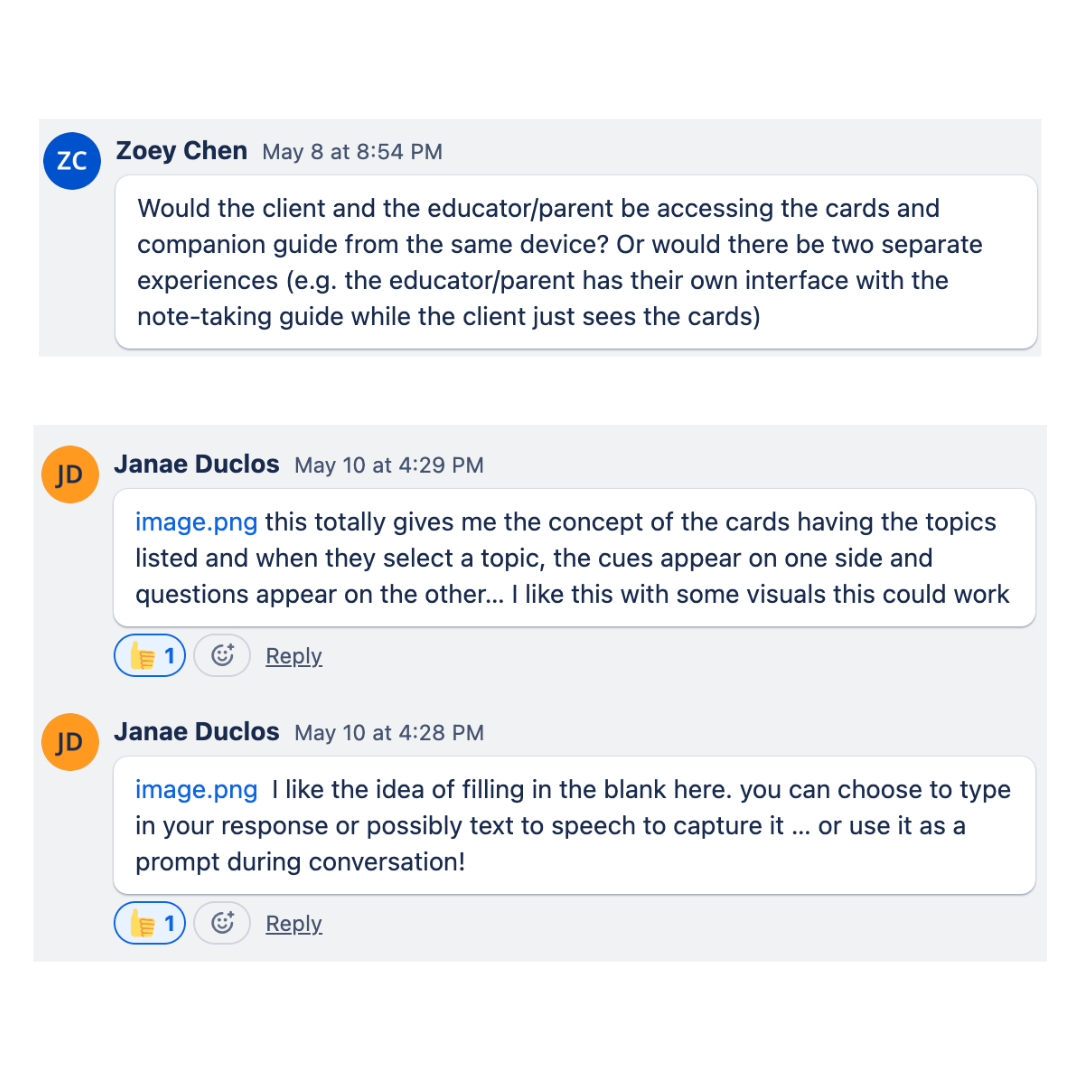 ZC
Zoey Chen May 8 at 8:54 PM
Would the client and the educator/parent be accessing the cards and
companion guide from the same device? Or would there be two separate
experiences (e.g. the educator/parent has their own interface with the
note-taking guide while the client just sees the cards)
JD
Janae Duclos May 10 at 4:29 PM
image.png this totally gives me the concept of the cards having the topics
listed and when they select a topic, the cues appear on one side and
questions appear on the other... I like this with some visuals this could work
👍 1 Reply
JD
Janae Duclos May 10 at 4:28 PM
image.png I like the idea of filling in the blank here. you can choose to type
in your response or possibly text to speech to capture it ... or use it as a
prompt during conversation!
👍 1 Reply